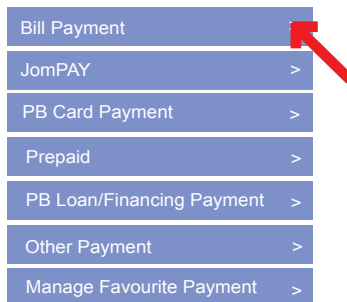 Bill Payment >
JomPAY >
PB Card Payment >
Prepaid >
PB Loan/Financing Payment >
Other Payment >
Manage Favourite Payment >